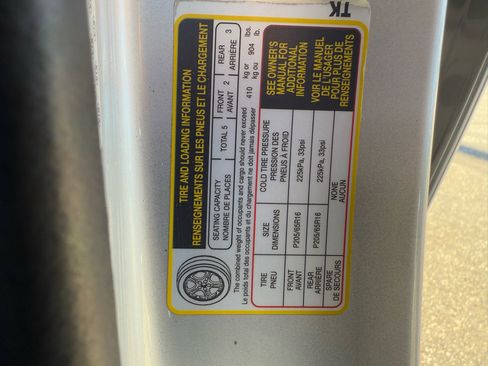 TK
TIRE AND LOADING INFORMATION
RENSEIGNEMENTS SUR LES PNEUS ET LE CHARGEMENT
SEATING CAPACITY
NOMBRE DE PLACES
TOTAL 5
FRONT
AVANT
2
REAR
ARRIÈRE
3
The combined weight of occupants and cargo should never exceed
Le poids total des occupants et du chargement ne doit jamais dépasser
410 kg or 904 lbs.
kg ou lb.
TIRE
PNEU
SIZE
DIMENSIONS
COLD TIRE PRESSURE
PRESSION DES
PNEUS À FROID
FRONT
AVANT
P205/65R16
225kPa, 33psi
REAR
ARRIÈRE
P205/65R16
225kPa, 33psi
SPARE
DE SECOURS
NONE
AUCUN
SEE OWNER'S
MANUAL FOR
ADDITIONAL
INFORMATION
VOIR LE MANUEL
DE L'USAGER
POUR PLUS DE
RENSEIGNEMENTS